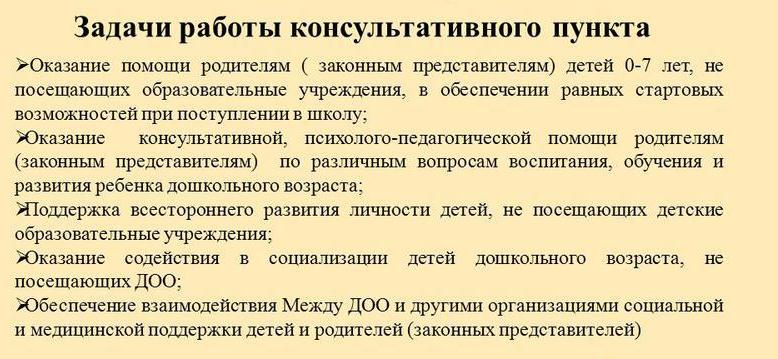 Задачи работы консультативного пункта
➢Оказание помощи родителям ( законным представителям) детей 0-7 лет, не
посещающих образовательные учреждения, в обеспечении равных стартовых
возможностей при поступлении в школу;
➢Оказание консультативной, психолого-педагогической помощи родителям
(законным представителям) по различным вопросам воспитания, обучения и
развития ребенка дошкольного возраста;
➢Поддержка всестороннего развития личности детей, не посещающих детские
образовательные учреждения;
➢Оказание содействия в социализации детей дошкольного возраста, не
посещающих ДОО;
➢Обеспечение взаимодействия Между ДОО и другими организациями социальной
и медицинской поддержки детей и родителей (законных представителей)